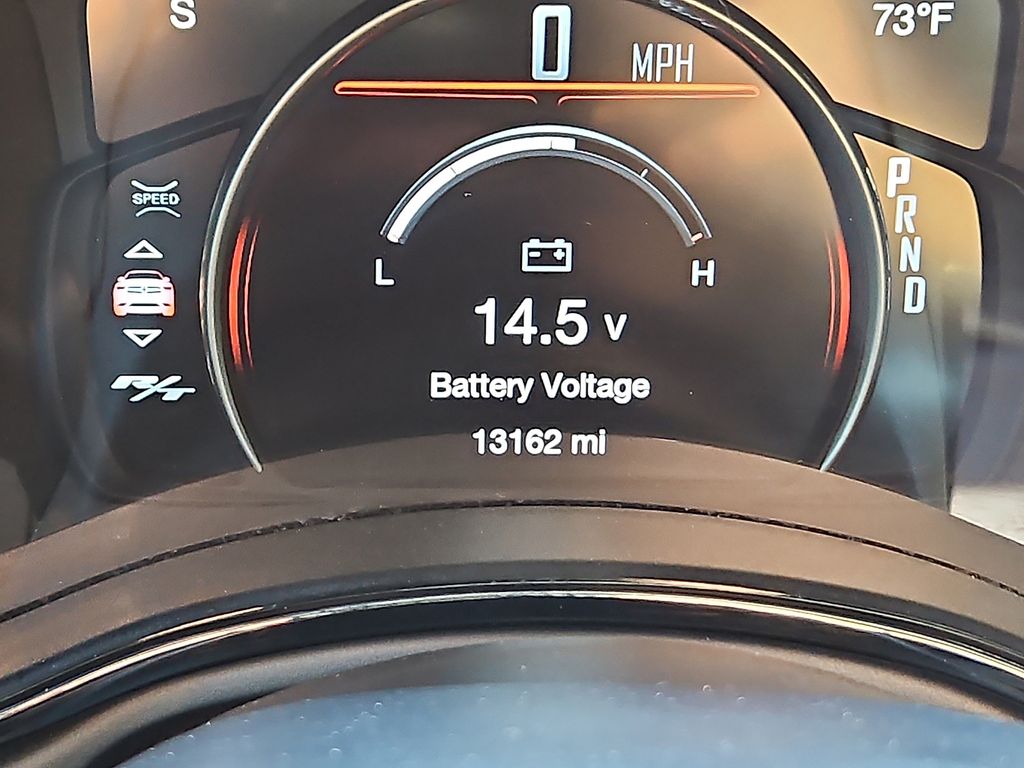 S
73°F
0 MPH
SPEED
P
R
N
D
L
H
14.5 V
Battery Voltage
R/T
13162 mi